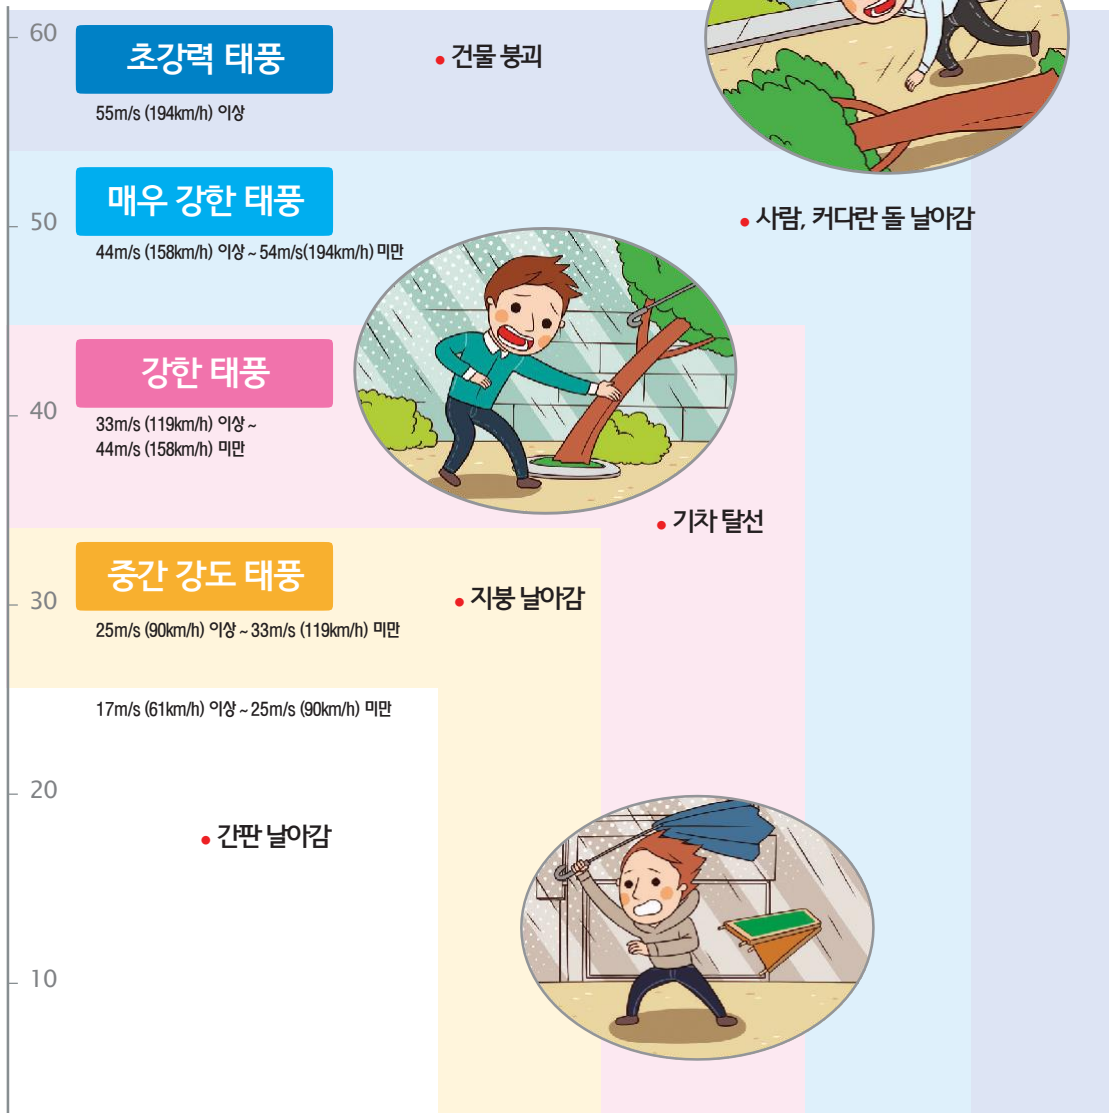 60
초강력 태풍
• 건물 붕괴
55m/s (194km/h) 이상
매우 강한 태풍
50
• 사람, 커다란 돌 날아감
44m/s (158km/h) 이상 ~ 54m/s(194km/h) 미만
강한 태풍
40
33m/s (119km/h) 이상 ~
44m/s (158km/h) 미만
• 기차 탈선
중간 강도 태풍
30
• 지붕 날아감
25m/s (90km/h) 이상 ~ 33m/s (119km/h) 미만
17m/s (61km/h) 이상 ~ 25m/s (90km/h) 미만
20
• 간판 날아감
10